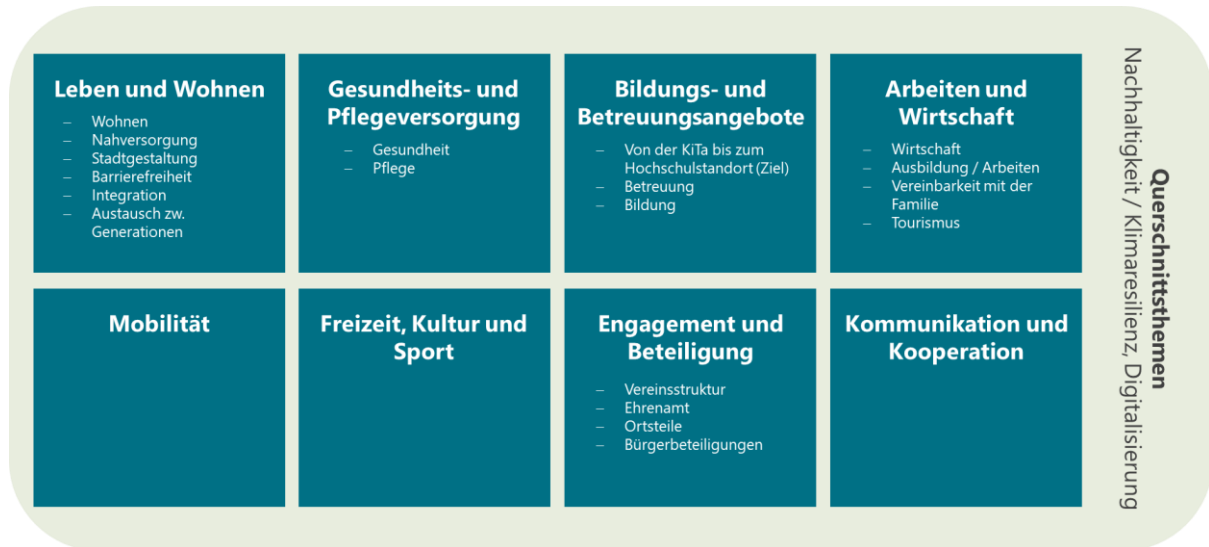 Leben und Wohnen
– Wohnen
– Nahversorgung
– Stadtgestaltung
– Barrierefreiheit
– Integration
– Austausch zw.
Generationen
Gesundheits- und
Pflegeversorgung
– Gesundheit
– Pflege
Bildungs- und
Betreuungsangebote
– Von der KiTa bis zum
Hochschulstandort (Ziel)
– Betreuung
– Bildung
Arbeiten und
Wirtschaft
– Wirtschaft
– Ausbildung / Arbeiten
– Vereinbarkeit mit der
Familie
– Tourismus
Mobilität
Freizeit, Kultur und
Sport
Engagement und
Beteiligung
– Vereinsstruktur
– Ehrenamt
– Ortsteile
– Bürgerbeteiligungen
Kommunikation und
Kooperation
Querschnittsthemen
Nachhaltigkeit / Klimaresilienz, Digitalisierung